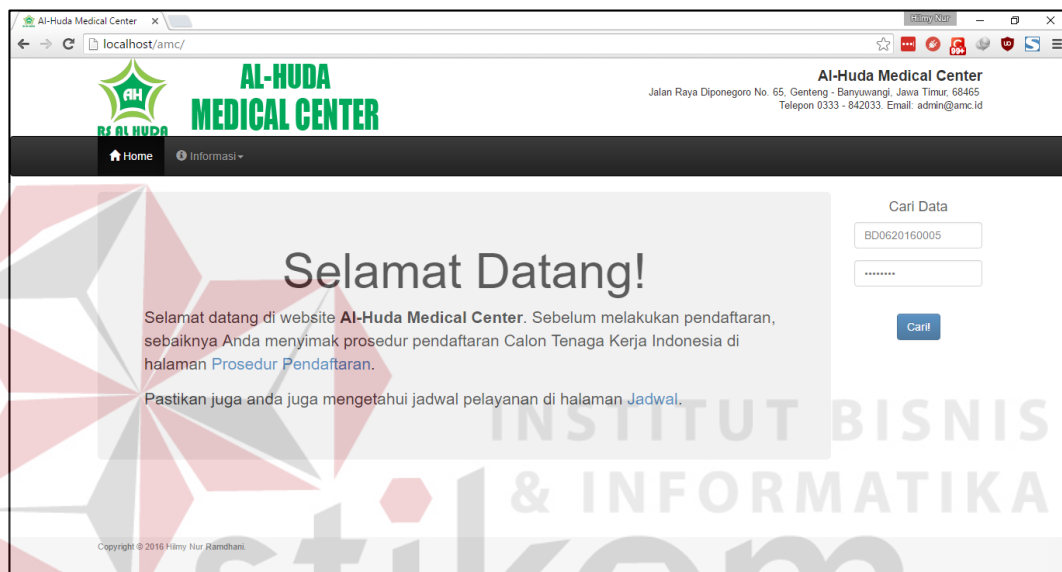 Al-Huda Medical Center
Hilmy Nur
localhost/amc/
99+
AH
RS AL HUDA
AL-HUDA
MEDICAL CENTER
Al-Huda Medical Center
Jalan Raya Diponegoro No. 65, Genteng - Banyuwangi, Jawa Timur, 68465
Telepon 0333 - 842033. Email: admin@amc.id
Home
Informasi
Cari Data
BD0620160005
Cari!
Selamat Datang!
Selamat datang di website Al-Huda Medical Center. Sebelum melakukan pendaftaran,
sebaiknya Anda menyimak prosedur pendaftaran Calon Tenaga Kerja Indonesia di
halaman Prosedur Pendaftaran.
Pastikan juga anda juga mengetahui jadwal pelayanan di halaman Jadwal.
INSTITUT BISNIS
& INFORMATIKA
stikom
Copyright © 2016 Hilmy Nur Ramdhani.